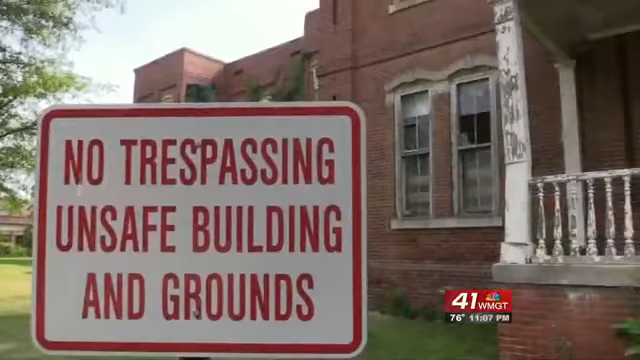 NO TRESPASSING
UNSAFE BUILDING
AND GROUNDS
41 WMGT
76° 11:07 PM